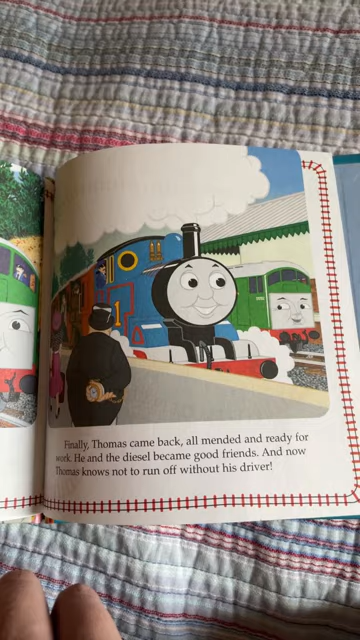 1
Finally, Thomas came back, all mended and ready for
work. He and the diesel became good friends. And now
Thomas knows not to run off without his driver!